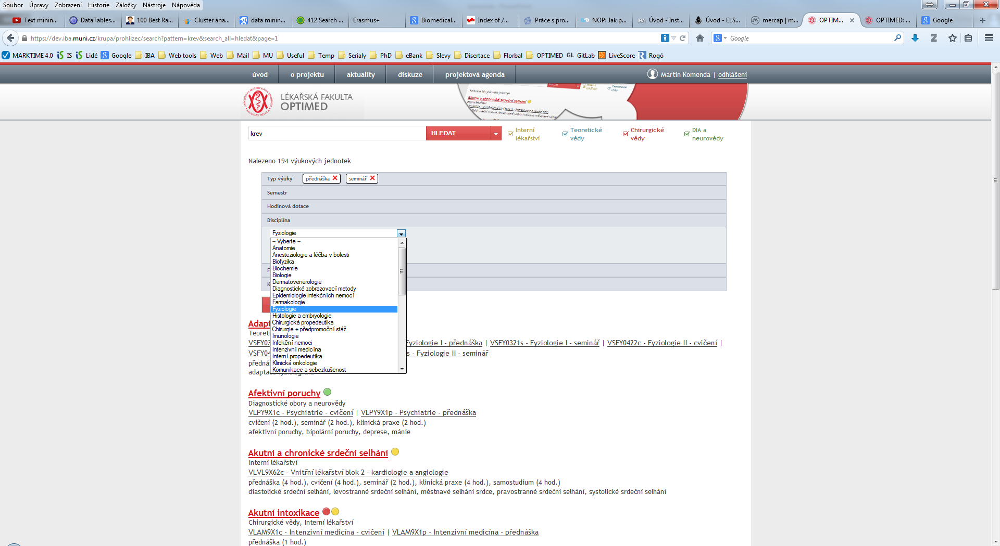 Soubor Úpravy Zobrazení Historie Záložky Nástroje Nápověda
Text minin... DataTables... 100 Best Ra... Cluster ana... data minin... 412 Search ... Erasmus+ Biomedical... Index of /... Práce s pro... NOP: Jak p... Úvod - Inst... Úvod - ELS... mercap | m... OPTIM... OPTIMED: ... Google
https://dev.iba.muni.cz/krupa/prohlizec/search?pattern=krev&search_all=hledat&page=1 Google
MARKTIME 4.0 IS Lidé Google IBA Web tools Web Mail MU Useful Temp Serialy PhD eBank Slevy Disertace Florbal OPTIMED GL GitLab LiveScore Rogō
úvod o projektu aktuality diskuze projektová agenda Martin Komenda | odhlášení
LÉKAŘSKÁ FAKULTA
OPTIMED
Akutní a chronické srdeční selhání
krev HLEDAT
Interní lékařství
Teoretické vědy
Chirurgické vědy
DIA a neurovědy
Nalezeno 194 výukových jednotek
Typ výuky přednáška seminář
Semestr
Hodinová dotace
Disciplína
Fyziologie
-- Vyberte --
Anatomie
Anesteziologie a léčba v bolesti
Biofyzika
Biochemie
Biologie
Dermatovenerologie
Diagnostické zobrazovací metody
Epidemiologie infekčních nemocí
Farmakologie
Fyziologie
Histologie a embryologie
Chirurgická propedeutika
Chirurgie + předpromoční stáž
Imunologie
Infekční nemoci
Intenzivní medicína
Interní propedeutika
Klinická onkologie
Komunikace a sebezkušenost
Adapt
Teoret
VSFY03 Fyziologie I - přednáška | VSFY0321s - Fyziologie I - seminář | VSFY0422c - Fyziologie II - cvičení |
VSFY04 s - Fyziologie II - seminář
předná
Afektivní poruchy
Diagnostické obory a neurovědy
VLPY9X1c - Psychiatrie - cvičení | VLPY9X1p - Psychiatrie - přednáška
cvičení (2 hod.), seminář (2 hod.), klinická praxe (2 hod.)
afektivní poruchy, bipolární poruchy, deprese, mánie
Akutní a chronické srdeční selhání
Interní lékařství
VLVL9X62c - Vnitřní lékařství blok 2 - kardiologie a angiologie
přednáška (4 hod.), cvičení (4 hod.), seminář (2 hod.), klinická praxe (4 hod.), samostudium (4 hod.)
diastolické srdeční selhání, levostranné srdeční selhání, městnavé selhání srdce, pravostranné srdeční selhání, systolické srdeční selhání
Akutní intoxikace
Chirurgické vědy, Interní lékařství
VLAM9X1c - Intenzivní medicína - cvičení | VLAM9X1p - Intenzivní medicína - přednáška
přednáška (1 hod.)